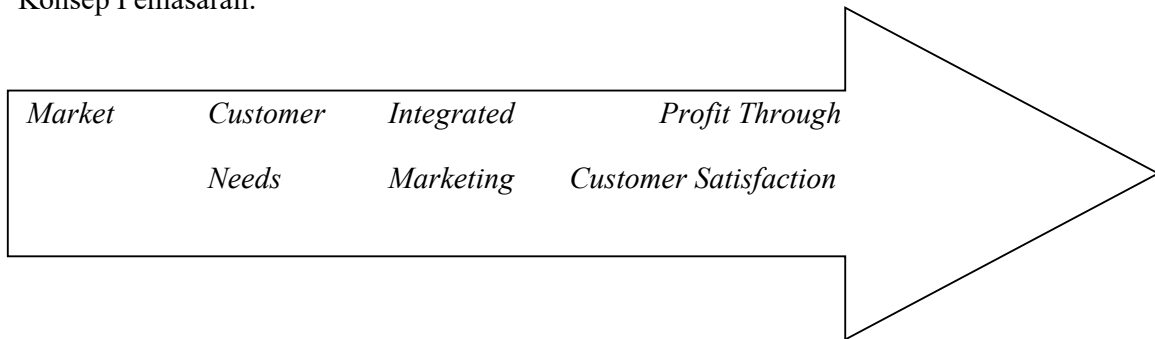 Konsep Pemasaran:
Market Customer Integrated Profit Through
Needs Marketing Customer Satisfaction